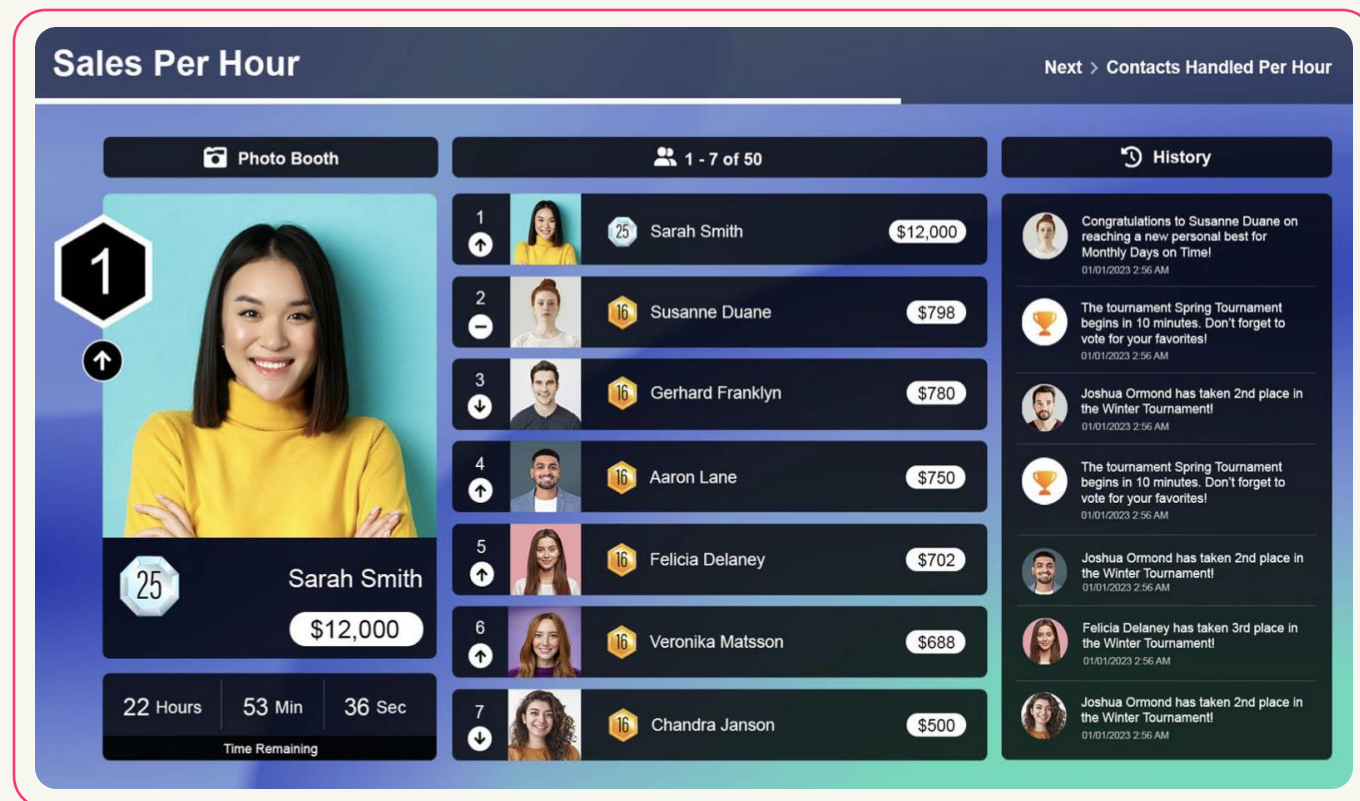 Sales Per Hour
Next > Contacts Handled Per Hour
Photo Booth
1
25
Sarah Smith
$12,000
22 Hours
53 Min
36 Sec
Time Remaining
1 - 7 of 50
1
25
Sarah Smith
$12,000
2
16
Susanne Duane
$798
3
16
Gerhard Franklyn
$780
4
16
Aaron Lane
$750
5
16
Felicia Delaney
$702
6
16
Veronika Matsson
$688
7
16
Chandra Janson
$500
History
Congratulations to Susanne Duane on
reaching a new personal best for
Monthly Days on Time!
01/01/2023 2:56 AM
The tournament Spring Tournament
begins in 10 minutes. Don't forget to
vote for your favorites!
01/01/2023 2:56 AM
Joshua Ormond has taken 2nd place in
the Winter Tournament!
01/01/2023 2:56 AM
The tournament Spring Tournament
begins in 10 minutes. Don't forget to
vote for your favorites!
01/01/2023 2:56 AM
Joshua Ormond has taken 2nd place in
the Winter Tournament!
01/01/2023 2:56 AM
Felicia Delaney has taken 3rd place in
the Winter Tournament!
01/01/2023 2:56 AM
Joshua Ormond has taken 2nd place in
the Winter Tournament!
01/01/2023 2:56 AM